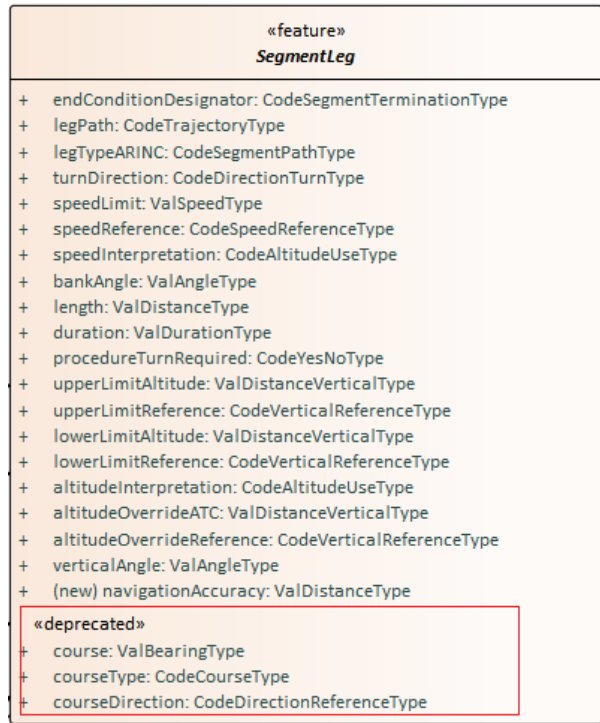 «feature»
SegmentLeg
+ endConditionDesignator: CodeSegmentTerminationType
+ legPath: CodeTrajectoryType
+ legTypeARINC: CodeSegmentPathType
+ turnDirection: CodeDirectionTurnType
+ speedLimit: ValSpeedType
+ speedReference: CodeSpeedReferenceType
+ speedInterpretation: CodeAltitudeUseType
+ bankAngle: ValAngleType
+ length: ValDistanceType
+ duration: ValDurationType
+ procedureTurnRequired: CodeYesNoType
+ upperLimitAltitude: ValDistanceVerticalType
+ upperLimitReference: CodeVerticalReferenceType
+ lowerLimitAltitude: ValDistanceVerticalType
+ lowerLimitReference: CodeVerticalReferenceType
+ altitudeInterpretation: CodeAltitudeUseType
+ altitudeOverrideATC: ValDistanceVerticalType
+ altitudeOverrideReference: CodeVerticalReferenceType
+ verticalAngle: ValAngleType
+ (new) navigationAccuracy: ValDistanceType
«deprecated»
+ course: ValBearingType
+ courseType: CodeCourseType
+ courseDirection: CodeDirectionReferenceType